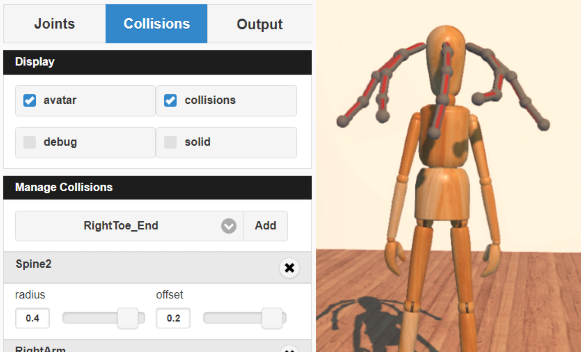 Joints Collisions Output
Display
avatar collisions
debug solid
Manage Collisions
RightToe_End Add
Spine2
radius offset
0.4 0.2
RightArm